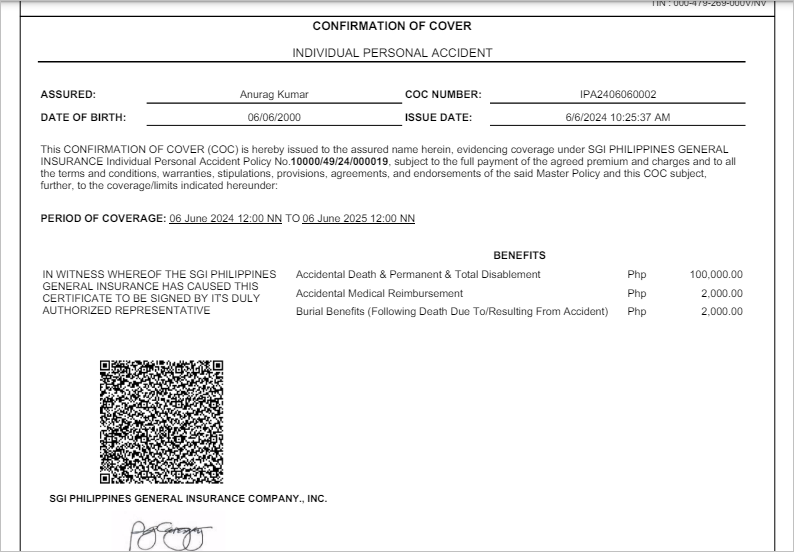 TIN : 000-479-269-000V/NV
CONFIRMATION OF COVER
INDIVIDUAL PERSONAL ACCIDENT
ASSURED: Anurag Kumar COC NUMBER: IPA2406060002
DATE OF BIRTH: 06/06/2000 ISSUE DATE: 6/6/2024 10:25:37 AM
This CONFIRMATION OF COVER (COC) is hereby issued to the assured name herein, evidencing coverage under SGI PHILIPPINES GENERAL
INSURANCE Individual Personal Accident Policy No.10000/49/24/000019, subject to the full payment of the agreed premium and charges and to all
the terms and conditions, warranties, stipulations, provisions, agreements, and endorsements of the said Master Policy and this COC subject,
further, to the coverage/limits indicated hereunder:
PERIOD OF COVERAGE: 06 June 2024 12:00 NN TO 06 June 2025 12:00 NN
BENEFITS
IN WITNESS WHEREOF THE SGI PHILIPPINES
GENERAL INSURANCE HAS CAUSED THIS
CERTIFICATE TO BE SIGNED BY IT'S DULY
AUTHORIZED REPRESENTATIVE
Accidental Death & Permanent & Total Disablement Php 100,000.00
Accidental Medical Reimbursement Php 2,000.00
Burial Benefits (Following Death Due To/Resulting From Accident) Php 2,000.00
SGI PHILIPPINES GENERAL INSURANCE COMPANY., INC.